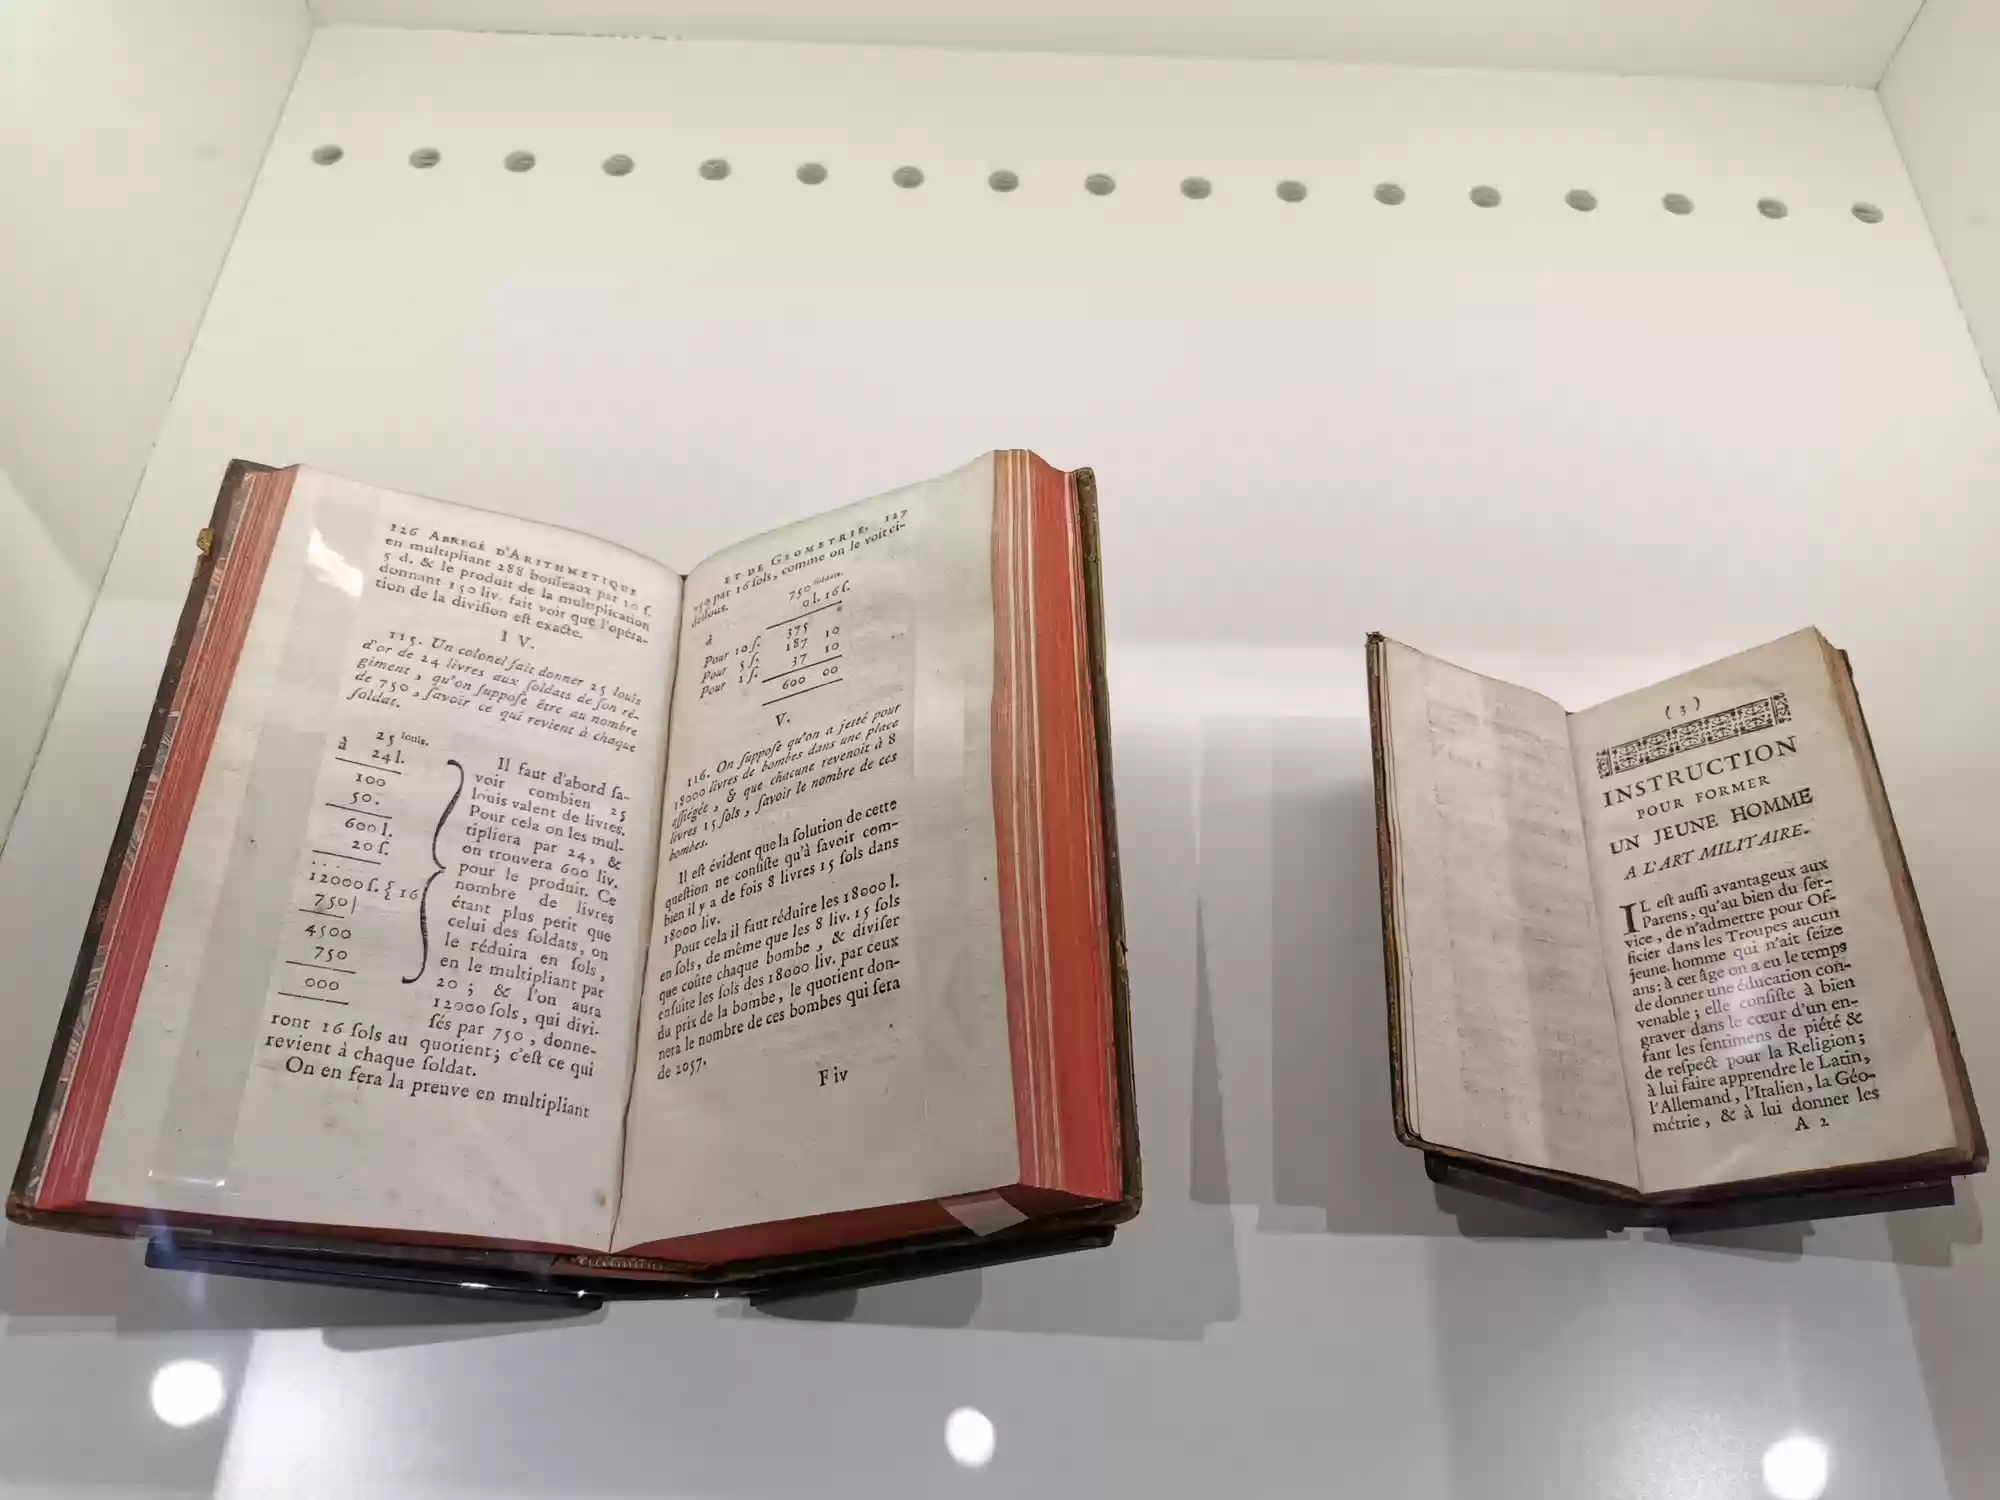 126 ABREGÉ D'ARITHMETIQUE
en multipliant 288 boiſſeaux par 10 ſ.
5 d. & le produit de la multiplication
donnant 150 liv. fait voir que l'opéra-
tion de la diviſion eſt exacte.
IV.
115. Un colonel fait donner 25 louis
d'or de 24 livres aux ſoldats de ſon ré-
giment, qu'on ſuppoſe être au nombre
de 750, ſavoir ce qui revient à chaque
ſoldat.
25 louis.
à 24 l.
100
50.
600 l.
20 ſ.
.....
12000 ſ. { 16
750 |
4500
750
000
Il faut d'abord ſa-
voir combien 25
louis valent de livres.
Pour cela on les mul-
tipliera par 24, &
on trouvera 600 liv.
pour le produit. Ce
nombre de livres
étant plus petit que
celui des ſoldats, on
le réduira en ſols,
en le multipliant par
20; & l'on aura
12000 ſols, qui divi-
ſés par 750, donne-
ront 16 ſols au quotient; c'eſt ce qui
revient à chaque ſoldat.
On en fera la preuve en multipliant
ET DE GEOMETRIE. 127
750 par 16 ſols, comme on le voit ci-
deſſous.
750 ſoldats.
à 0 l. 16 ſ.
Pour 10 ſ. 375
Pour 5 ſ. 187 10
Pour 1 ſ. 37 10
600 00
V.
116. On ſuppoſe qu'on a jetté pour
18000 livres de bombes dans une place
aſſiégée, & que chacune revenoit à 8
livres 15 ſols, ſavoir le nombre de ces
bombes.
Il eſt évident que la ſolution de cette
queſtion ne conſiſte qu'à ſavoir com-
bien il y a de fois 8 livres 15 ſols dans
18000 liv.
Pour cela il faut réduire les 18000 l.
en ſols, de même que les 8 liv. 15 ſols
que coûte chaque bombe, & diviſer
enſuite les ſols des 18000 liv. par ceux
du prix de la bombe, le quotient don-
nera le nombre de ces bombes qui ſera
de 2057.
F iv
(3)
INSTRUCTION
POUR FORMER
UN JEUNE HOMME
A L'ART MILITAIRE.
IL eſt auſſi avantageux aux
Parens, qu'au bien du ſer-
vice, de n'admettre pour Of-
ficier dans les Troupes aucun
jeune homme qui n'ait ſeize
ans: à cet âge on a eu le temps
de donner une éducation con-
venable; elle conſiſte à bien
graver dans le cœur d'un en-
fant les ſentimens de piété &
de reſpect pour la Religion;
à lui faire apprendre le Latin,
l'Allemand, l'Italien, la Géo-
métrie, & à lui donner les
A 2